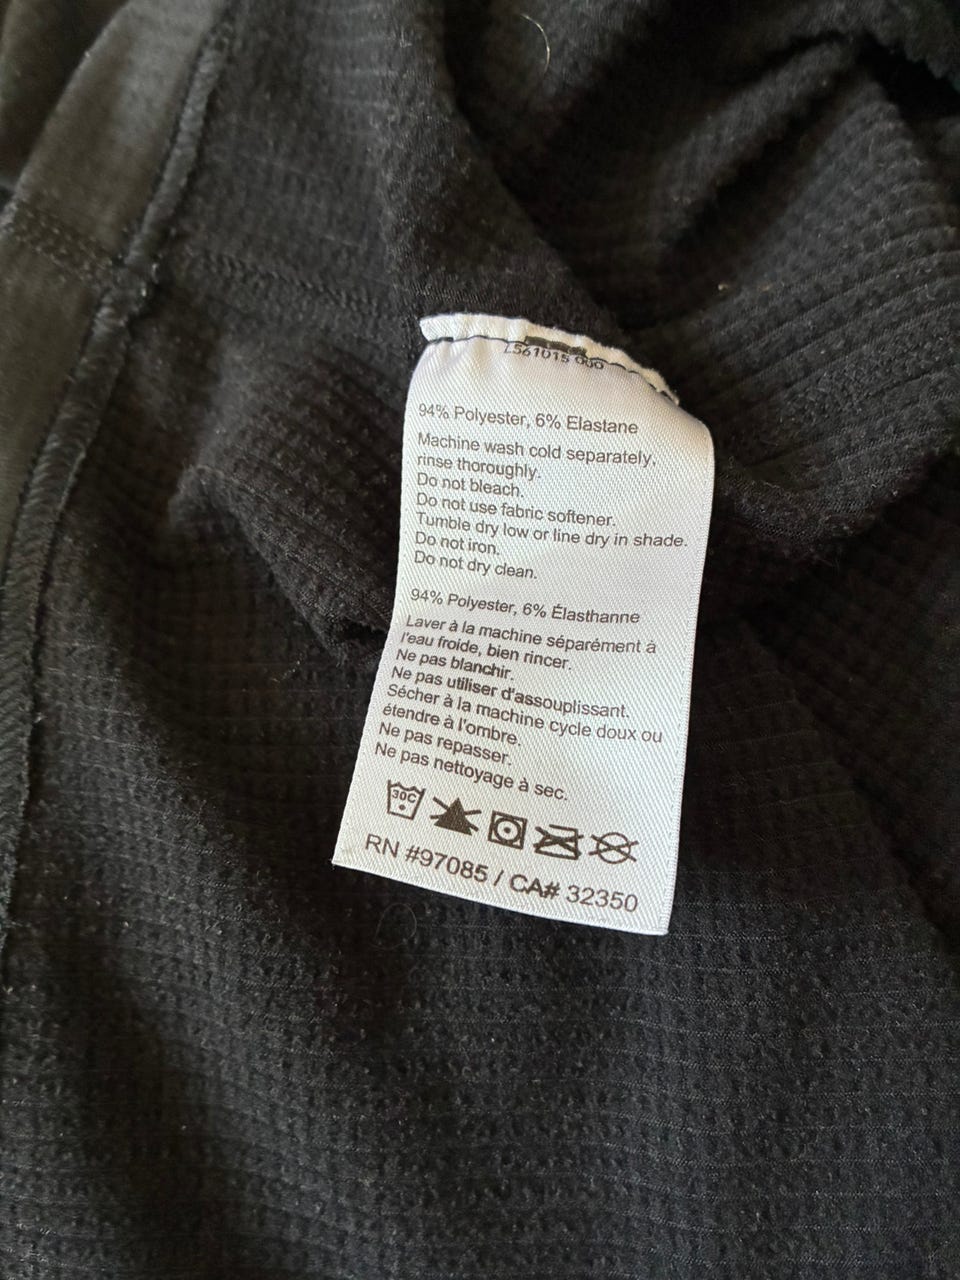 94% Polyester, 6% Elastane
Machine wash cold separately,
rinse thoroughly.
Do not bleach.
Do not use fabric softener.
Tumble dry low or line dry in shade.
Do not iron.
Do not dry clean.
94% Polyester, 6% Élasthanne
Laver à la machine séparément à
l'eau froide, bien rincer.
Ne pas blanchir.
Ne pas utiliser d'assouplissant.
Sécher à la machine cycle doux ou
étendre à l'ombre.
Ne pas repasser.
Ne pas nettoyage à sec.
30C
RN #97085 / CA# 32350